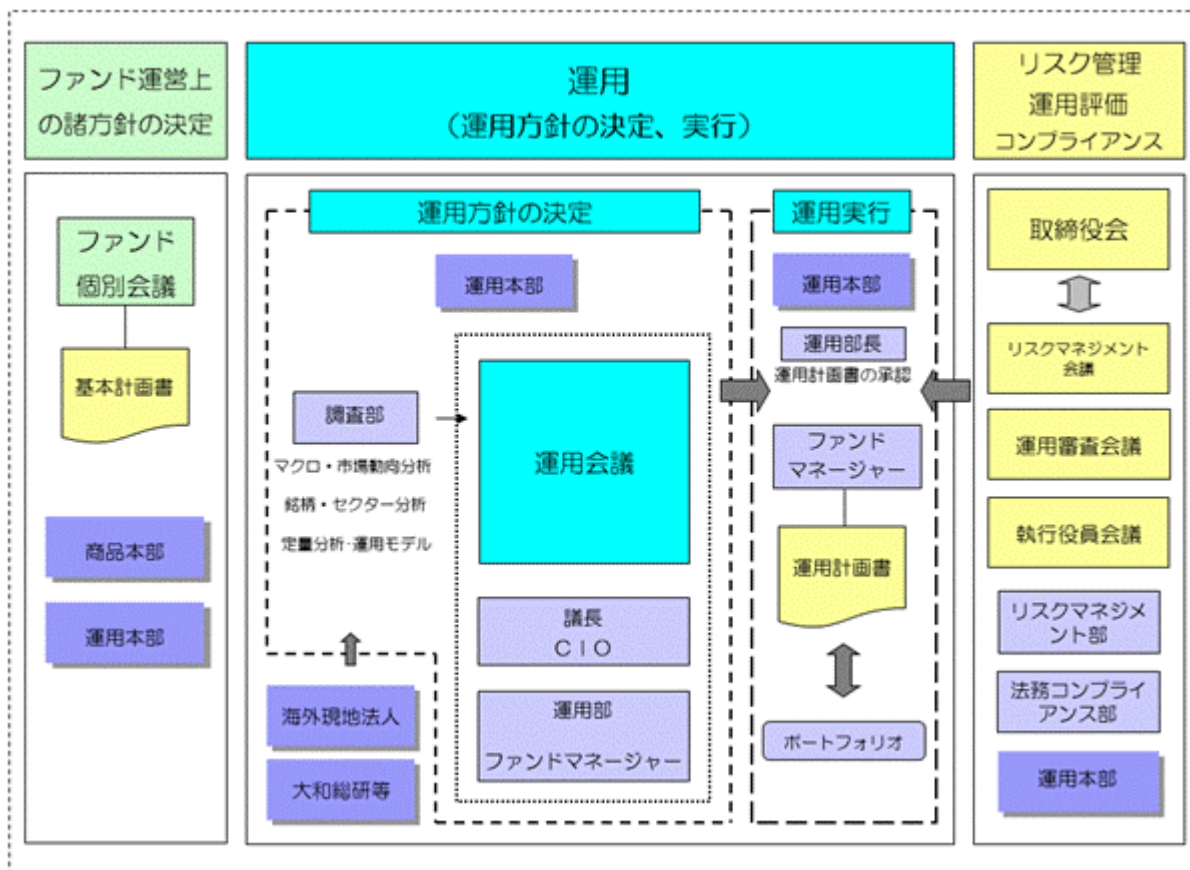 ファンド運営上
の諸方針の決定
運用
（運用方針の決定、実行）
リスク管理
運用評価
コンプライアンス
ファンド
個別会議
基本計画書
商品本部
運用本部
運用方針の決定
運用本部
調査部
マクロ・市場動向分析
銘柄・セクター分析
定量分析・運用モデル
運用会議
議長
ＣＩＯ
運用部
ファンドマネージャー
海外現地法人
大和総研等
運用実行
運用本部
運用部長
運用計画書の承認
ファンド
マネージャー
運用計画書
ポートフォリオ
取締役会
リスクマネジメント
会議
運用審査会議
執行役員会議
リスクマネジメ
ント部
法務コンプライ
アンス部
運用本部